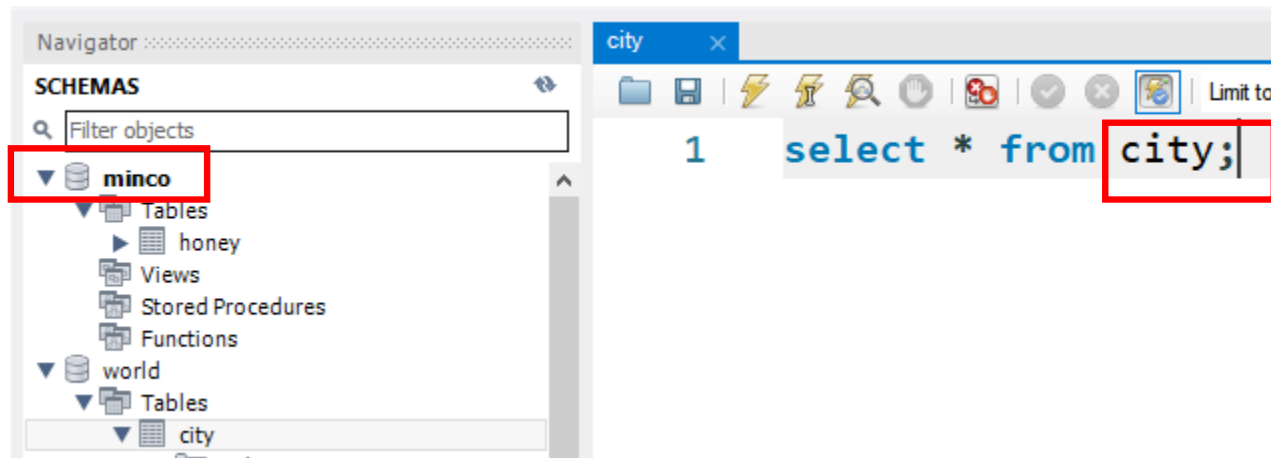 Navigator
SCHEMAS
Filter objects
minco
Tables
honey
Views
Stored Procedures
Functions
world
Tables
city
city
Limit to
1 select * from city;